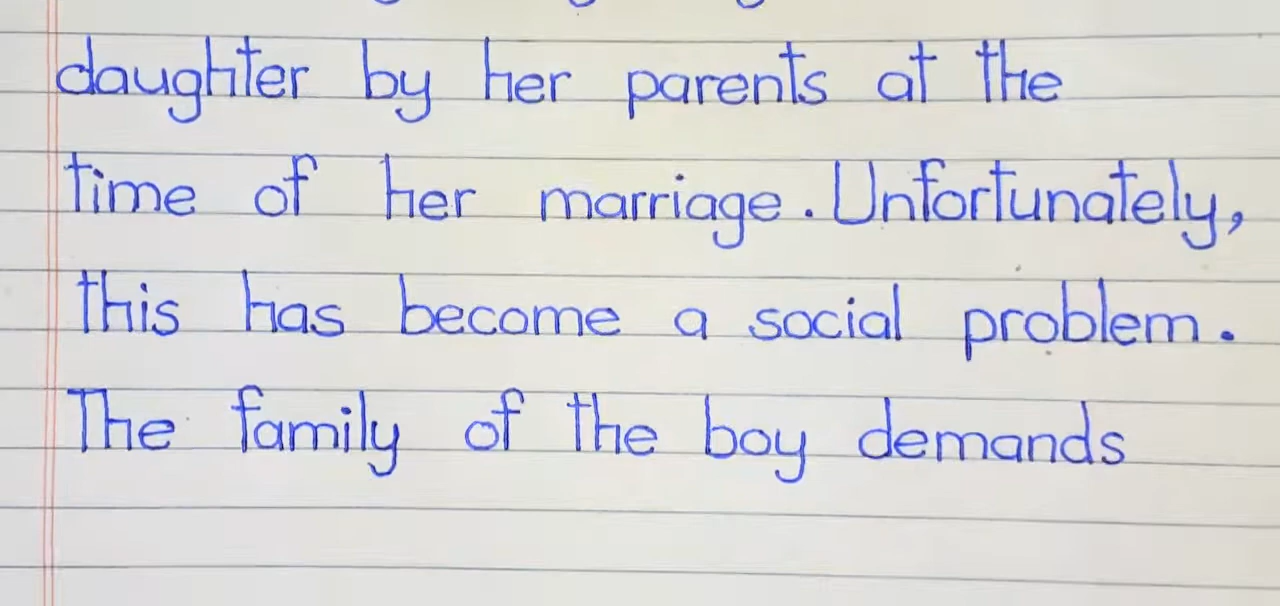 daughter by her parents at the
time of her marriage. Unfortunately,
this has become a social problem.
The family of the boy demands